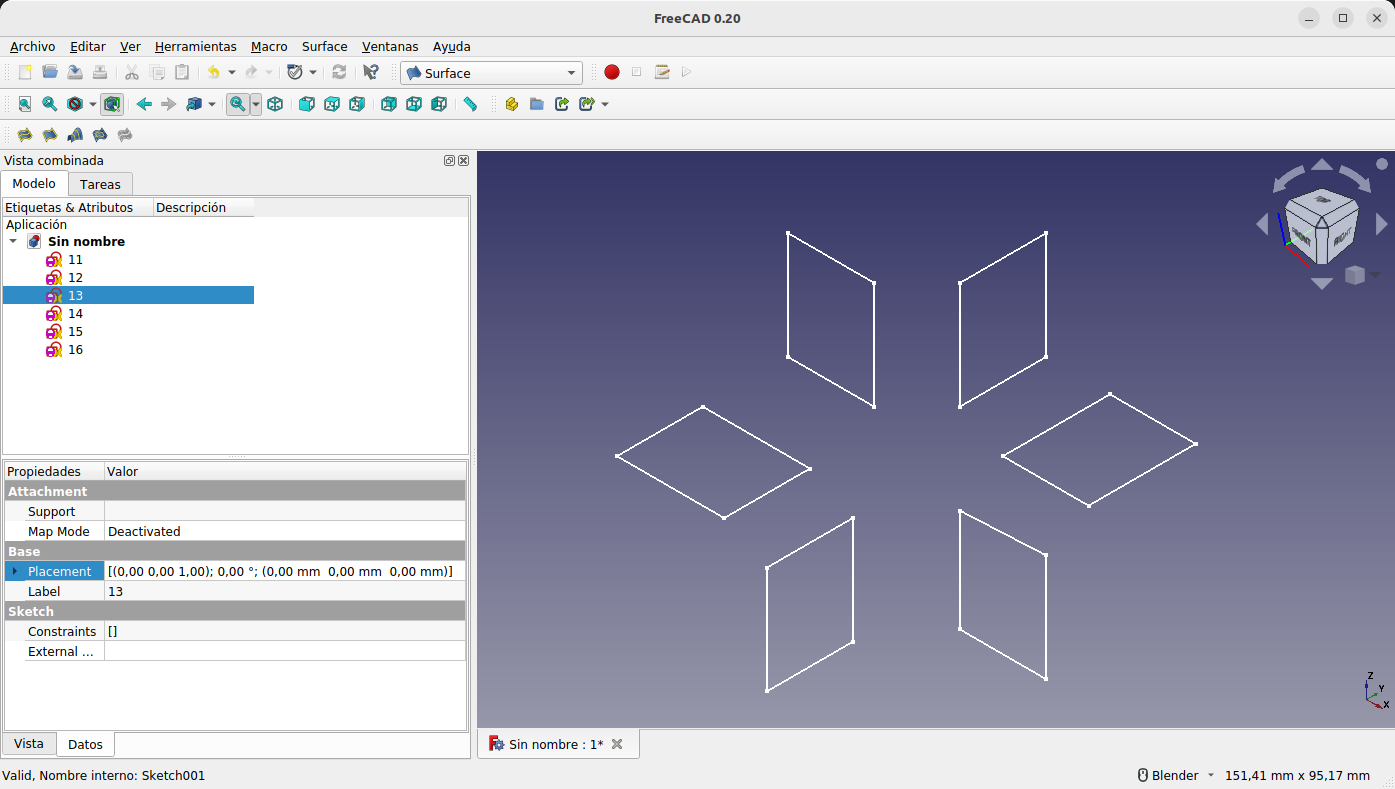 FreeCAD 0.20
Archivo Editar Ver Herramientas Macro Surface Ventanas Ayuda
Surface
Vista combinada
Modelo Tareas
Etiquetas & Atributos Descripción
Aplicación
Sin nombre
11
12
13
14
15
16
FRONT RIGHT
Propiedades Valor
Attachment
Support
Map Mode Deactivated
Base
Placement [(0,00 0,00 1,00); 0,00 °; (0,00 mm 0,00 mm 0,00 mm)]
Label 13
Sketch
Constraints []
External ...
Z
Y
X
Vista Datos
Sin nombre : 1*
Valid, Nombre interno: Sketch001
Blender 151,41 mm x 95,17 mm